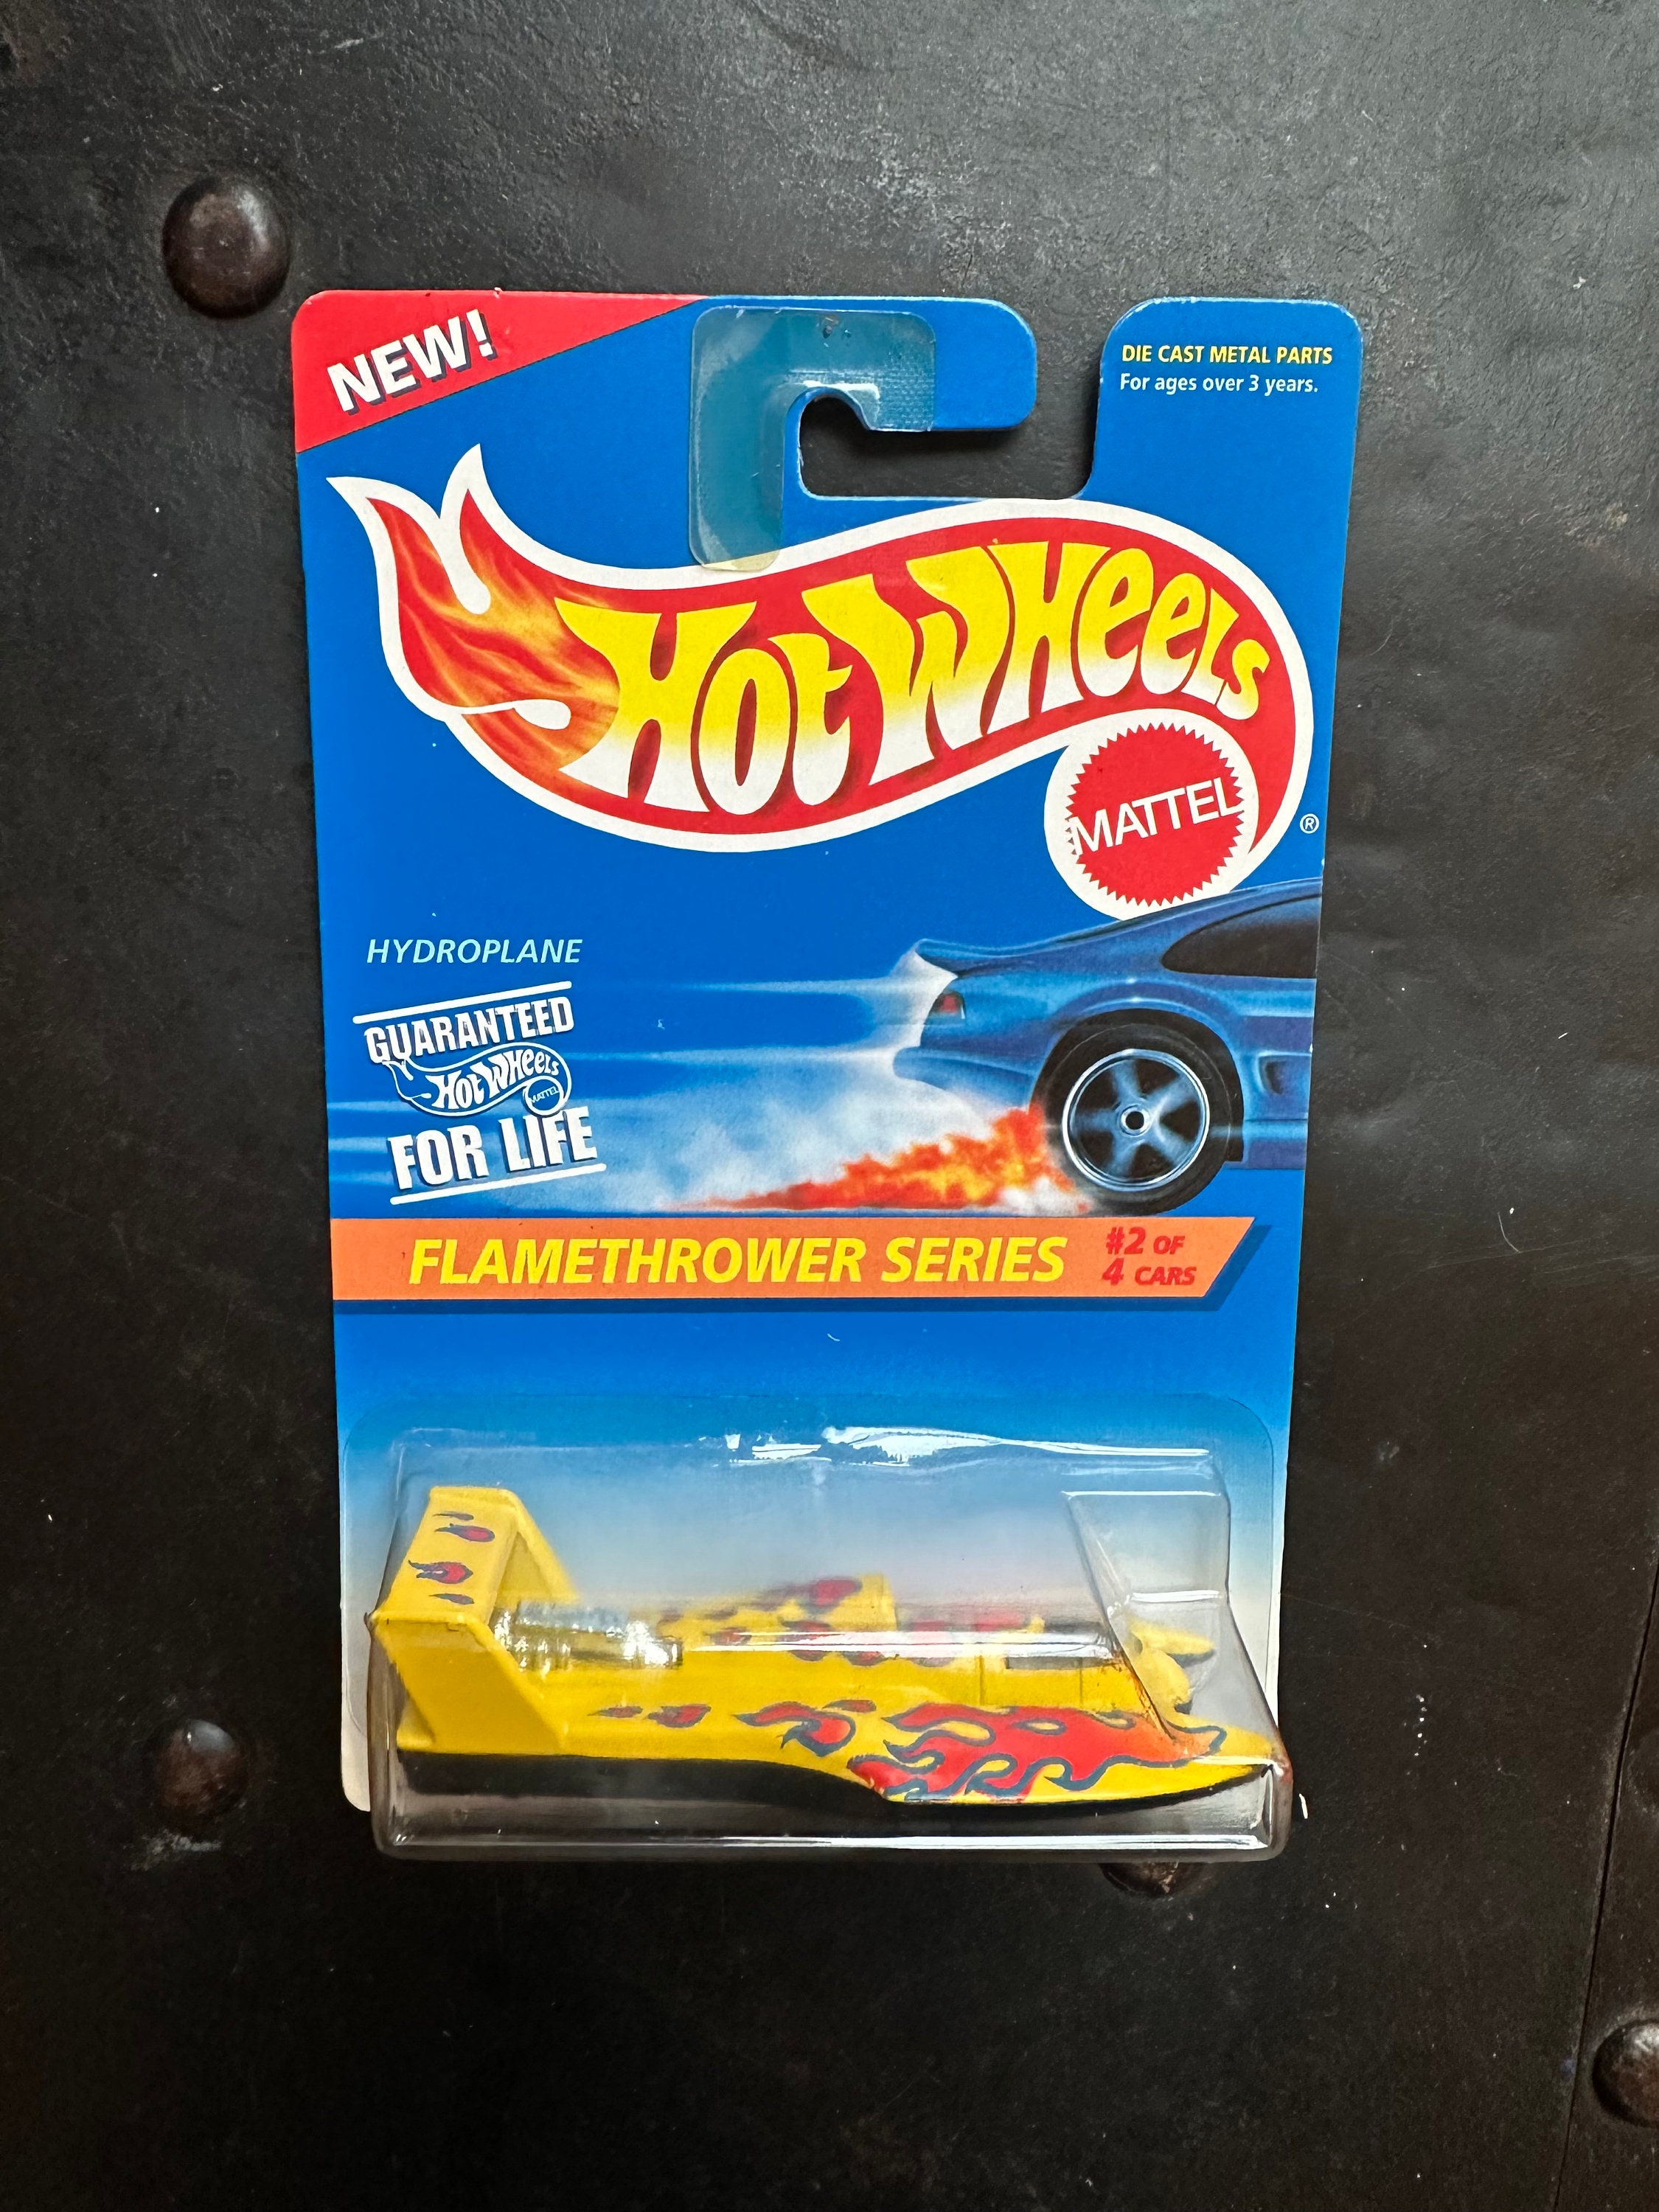 NEW!
DIE CAST METAL PARTS
For ages over 3 years.
HOT WHEELS
MATTEL
®
HYDROPLANE
GUARANTEED
HOT WHEELS
MATTEL
FOR LIFE
FLAMETHROWER SERIES
#2 OF
4 CARS